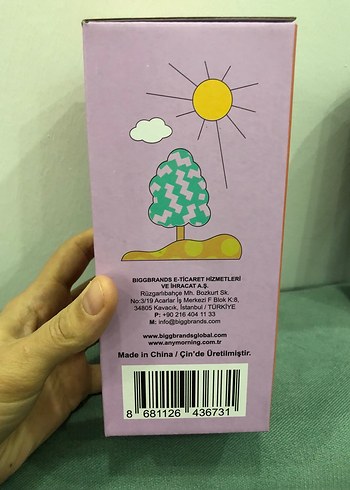 BIGGBRANDS E-TİCARET HİZMETLERİ
VE İHRACAT A.Ş.
Rüzgarlıbahçe Mh. Bozkurt Sk.
No:3/19 Acarlar İş Merkezi F Blok K:8,
34805 Kavacık, İstanbul / TÜRKİYE
P: +90 216 404 11 33
M: info@biggbrands.com
www.biggbrandsglobal.com
www.anymorning.com.tr
Made in China / Çin'de Üretilmiştir.
8 681126 436731